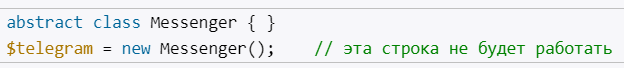 abstract class Messenger { }
$telegram = new Messenger();    // эта строка не будет работать